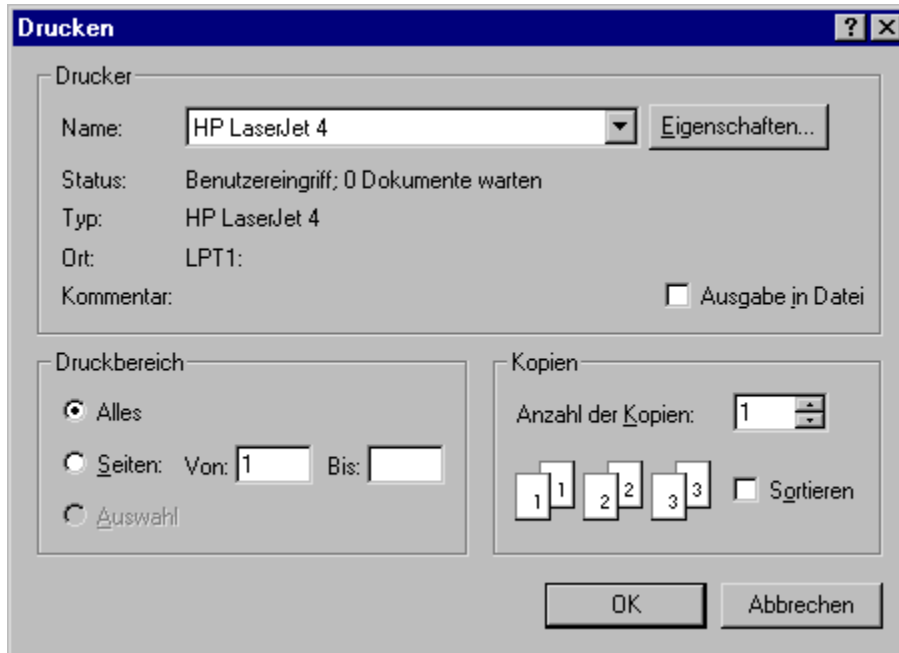 Drucken
Drucker
Name: HP LaserJet 4 Eigenschaften...
Status: Benutzereingriff; 0 Dokumente warten
Typ: HP LaserJet 4
Ort: LPT1:
Kommentar: Ausgabe in Datei
Druckbereich
Alles
Seiten: Von: 1 Bis:
Auswahl
Kopien
Anzahl der Kopien: 1
1 1 2 2 3 3 Sortieren
OK Abbrechen